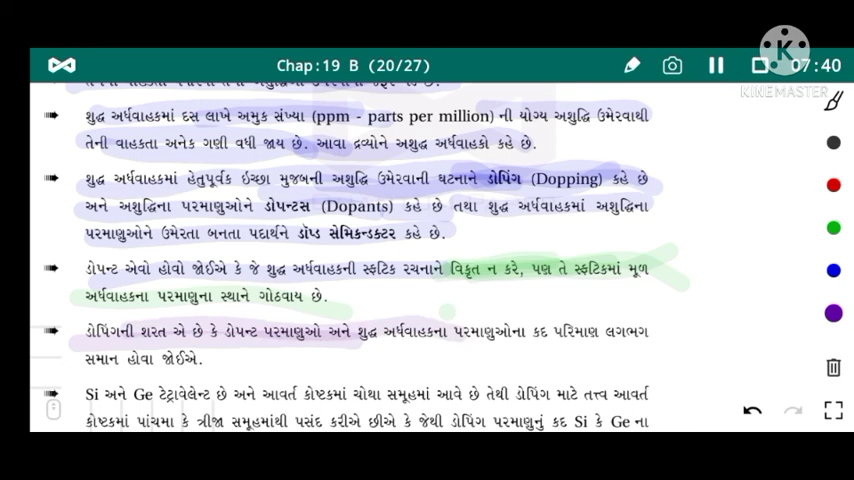 Chap:19 B (20/27)
07:40
KINEMASTER
શુદ્ધ અર્ધવાહકમાં દસ લાખે અમુક સંખ્યા (ppm - parts per million) ની યોગ્ય અશુદ્ધિ ઉમેરવાથી
તેની વાહકતા અનેક ગણી વધી જાય છે. આવા દ્રવ્યોને અશુદ્ધ અર્ધવાહકો કહે છે.
શુદ્ધ અર્ધવાહકમાં હેતુપૂર્વક ઇચ્છા મુજબની અશુદ્ધિ ઉમેરવાની ઘટનાને ડોપિંગ (Dopping) કહે છે
અને અશુદ્ધિના પરમાણુઓને ડોપન્ટસ (Dopants) કહે છે તથા શુદ્ધ અર્ધવાહકમાં અશુદ્ધિના
પરમાણુઓને ઉમેરતા બનતા પદાર્થને ડૉપ્ડ સેમિકન્ડક્ટર કહે છે.
ડોપન્ટ એવો હોવો જોઈએ કે જે શુદ્ધ અર્ધવાહકની સ્ફટિક રચનાને વિકૃત ન કરે, પણ તે સ્ફટિકમાં મૂળ
અર્ધવાહકના પરમાણુના સ્થાને ગોઠવાય છે.
ડોપિંગની શરત એ છે કે ડોપન્ટ પરમાણુઓ અને શુદ્ધ અર્ધવાહકના પરમાણુઓના કદ પરિમાણ લગભગ
સમાન હોવા જોઈએ.
Si અને Ge ટેટ્રાવેલેન્ટ છે અને આવર્ત કોષ્ટકમાં ચોથા સમૂહમાં આવે છે તેથી ડોપિંગ માટે તત્ત્વ આવર્ત
કોષ્ટકમાં પાંચમા કે ત્રીજા સમૂહમાંથી પસંદ કરીએ છીએ કે જેથી ડોપિંગ પરમાણુનું કદ Si કે Ge ના